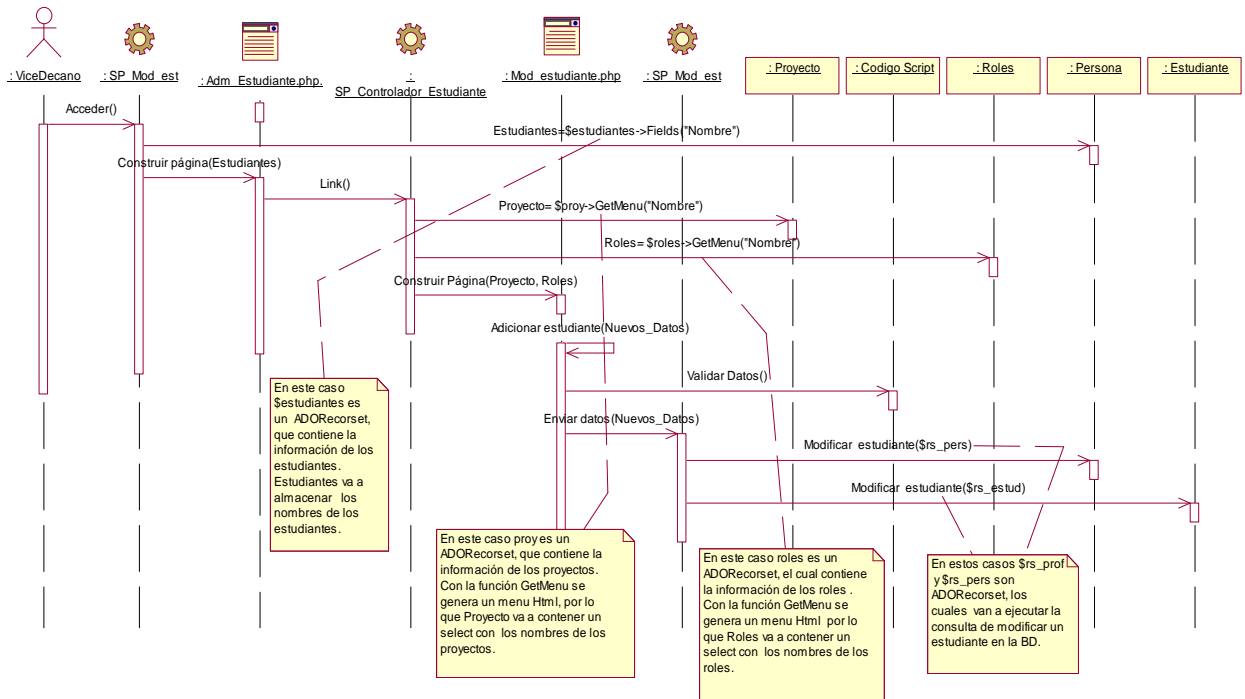 : ViceDecano
: SP_Mod_est
: Adm_Estudiante.php.
:
SP_Controlador_Estudiante
: Mod_estudiante.php
: SP_Mod_est
: Proyecto
: Codigo Script
: Roles
: Persona
: Estudiante
Acceder()
Estudiantes=$estudiantes->Fields("Nombre")
Construir página(Estudiantes)
Link()
Proyecto= $proy->GetMenu("Nombre")
Roles= $roles->GetMenu("Nombre")
Construir Página(Proyecto, Roles)
Adicionar estudiante(Nuevos_Datos)
Validar Datos()
Enviar datos(Nuevos_Datos)
Modificar estudiante($rs_pers)
Modificar estudiante($rs_estud)
En este caso
$estudiantes es
un ADORecorset,
que contiene la
información de los
estudiantes.
Estudiantes va a
almacenar los
nombres de los
estudiantes.
En este caso proy es un
ADORecorset, que contiene la
información de los proyectos.
Con la función GetMenu se
genera un menu Html, por lo
que Proyecto va a contener un
select con los nombres de los
proyectos.
En este caso roles es un
ADORecorset, el cual contiene
la información de los roles .
Con la función GetMenu se
genera un menu Html por lo
que Roles va a contener un
select con los nombres de los
roles.
En estos casos $rs_prof
y $rs_pers son
ADORecorset, los
cuales van a ejecutar la
consulta de modificar un
estudiante en la BD.